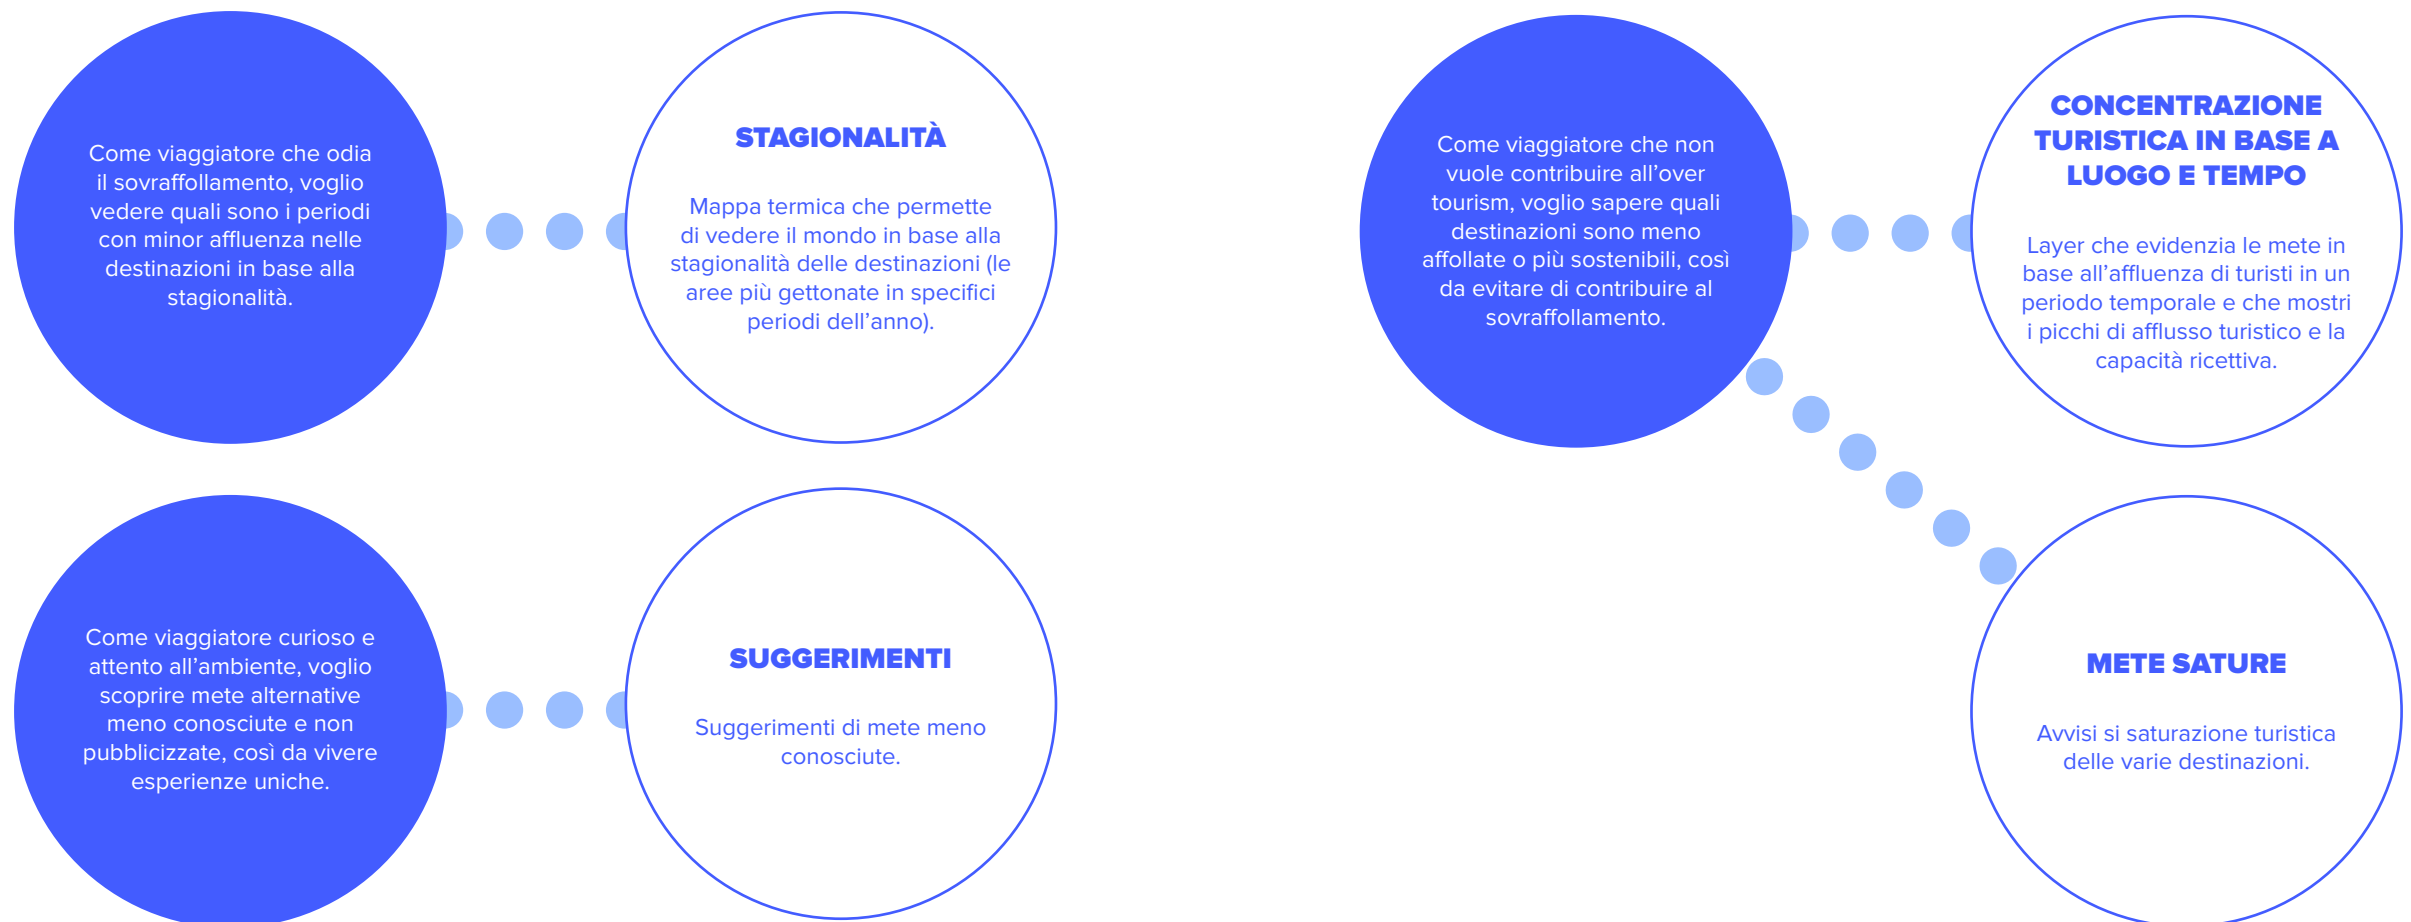 Come viaggiatore che odia
il sovraffollamento, voglio
vedere quali sono i periodi
con minor affluenza nelle
destinazioni in base alla
stagionalità.
STAGIONALITÀ
Mappa termica che permette
di vedere il mondo in base alla
stagionalità delle destinazioni (le
aree più gettonate in specifici
periodi dell'anno).
Come viaggiatore curioso e
attento all'ambiente, voglio
scoprire mete alternative
meno conosciute e non
pubblicizzate, così da vivere
esperienze uniche.
SUGGERIMENTI
Suggerimenti di mete meno
conosciute.
Come viaggiatore che non
vuole contribuire all'over
tourism, voglio sapere quali
destinazioni sono meno
affollate o più sostenibili, così
da evitare di contribuire al
sovraffollamento.
CONCENTRAZIONE
TURISTICA IN BASE A
LUOGO E TEMPO
Layer che evidenzia le mete in
base all'affluenza di turisti in un
periodo temporale e che mostri
i picchi di afflusso turistico e la
capacità ricettiva.
METE SATURE
Avvisi si saturazione turistica
delle varie destinazioni.